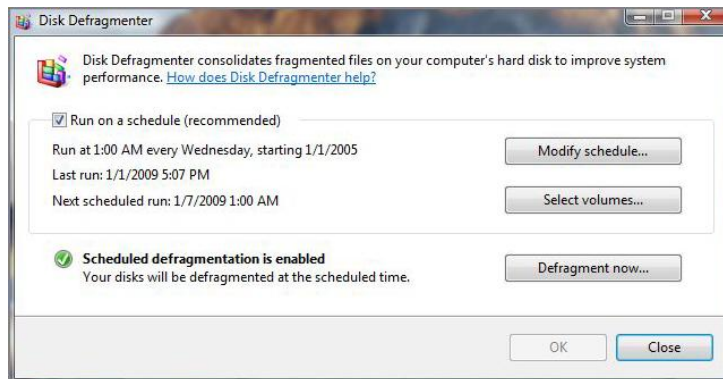 Disk Defragmenter
Disk Defragmenter consolidates fragmented files on your computer's hard disk to improve system
performance. How does Disk Defragmenter help?
Run on a schedule (recommended)
Run at 1:00 AM every Wednesday, starting 1/1/2005
Modify schedule...
Last run: 1/1/2009 5:07 PM
Next scheduled run: 1/7/2009 1:00 AM
Select volumes...
Scheduled defragmentation is enabled
Your disks will be defragmented at the scheduled time.
Defragment now...
OK
Close